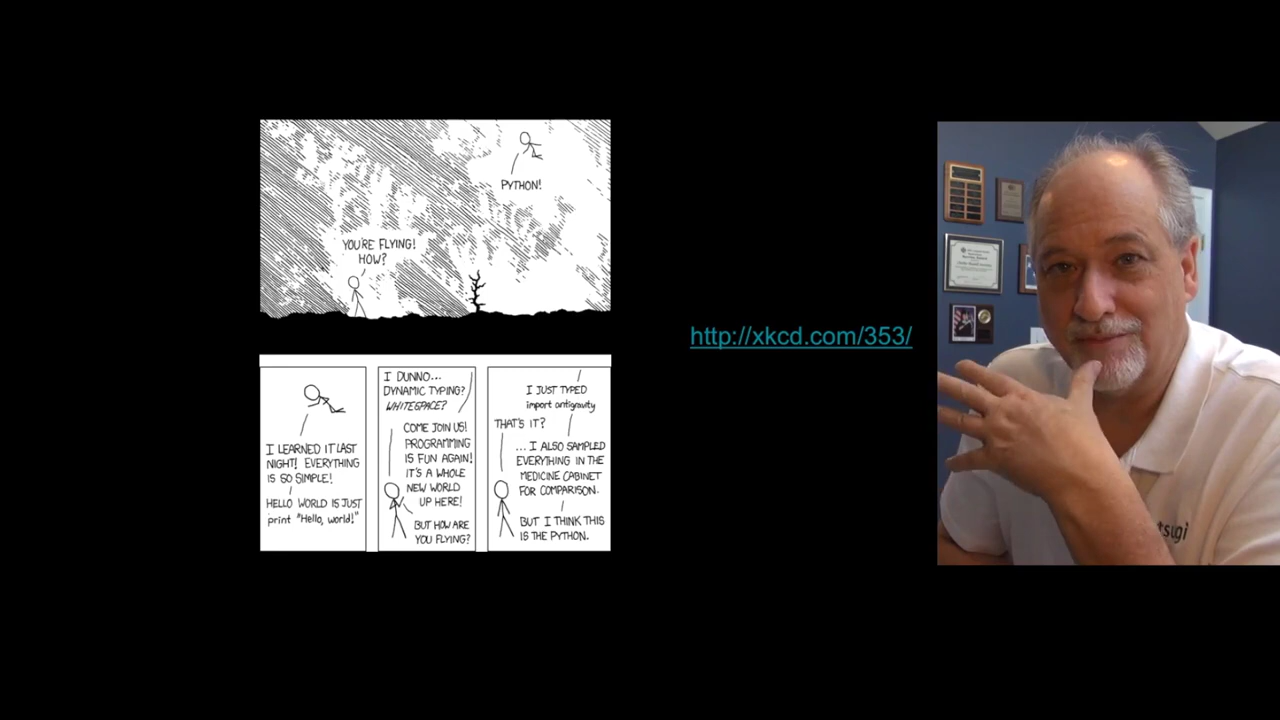 PYTHON!
YOU'RE FLYING!
HOW?
I LEARNED IT LAST
NIGHT! EVERYTHING
IS SO SIMPLE!
HELLO WORLD IS JUST
print "Hello, world!"
I DUNNO...
DYNAMIC TYPING?
WHITESPACE?
COME JOIN US!
PROGRAMMING
IS FUN AGAIN!
IT'S A WHOLE
NEW WORLD
UP HERE!
BUT HOW ARE
YOU FLYING?
I JUST TYPED
import antigravity
THAT'S IT?
...I ALSO SAMPLED
EVERYTHING IN THE
MEDICINE CABINET
FOR COMPARISON.
BUT I THINK THIS
IS THE PYTHON.
http://xkcd.com/353/
tsugi